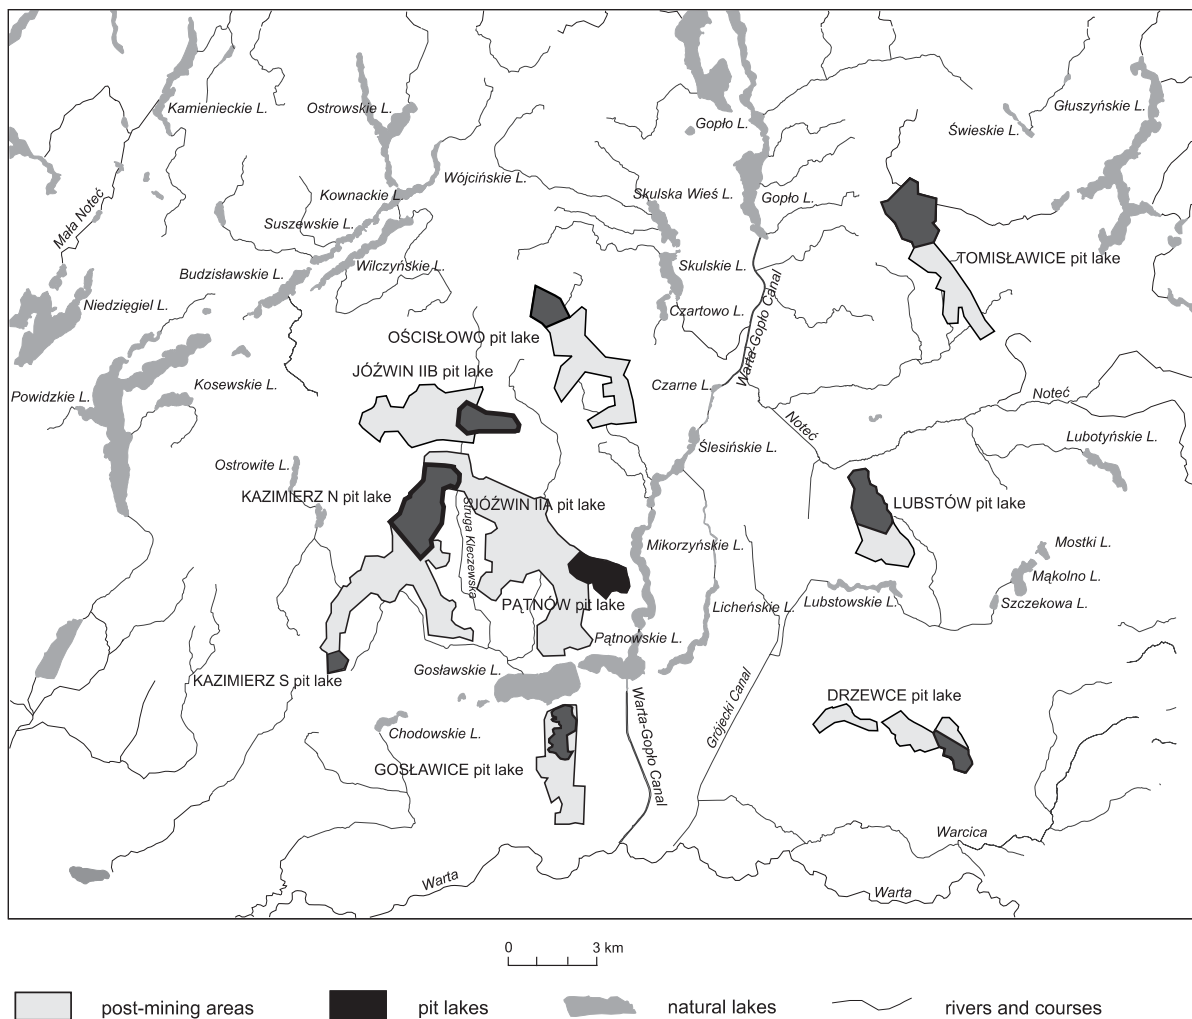 Kamienieckie L.
Ostrowskie L.
Gopło L.
Świeskie L.
Głuszyńskie L.
Mała Noteć
Kownackie L.
Wójcińskie L.
Skulska Wieś L.
Gopło L.
Suszewskie L.
Budzisławskie L.
Wilczyńskie L.
Skulskie L.
TOMISŁAWICE pit lake
Niedzięgiel L.
Czartowo L.
Warta-Gopło Canal
OŚCISŁOWO pit lake
JÓŹWIN IIB pit lake
Powidzkie L.
Kosewskie L.
Czarne L.
Noteć
Noteć
Ostrowite L.
Ślesińskie L.
Lubotyńskie L.
KAZIMIERZ N pit lake
JÓŹWIN IIA pit lake
LUBSTÓW pit lake
Struga Kleczewska
Mikorzyńskie L.
Mostki L.
Mąkolno L.
PĄTNÓW pit lake
Licheńskie L.
Lubstowskie L.
Szczekowa L.
Pątnowskie L.
Gosławskie L.
KAZIMIERZ S pit lake
DRZEWCE pit lake
Chodowskie L.
Warta-Gopło Canal
Grójecki Canal
GOSŁAWICE pit lake
Warcica
Warta
Warta
0 3 km
post-mining areas
pit lakes
natural lakes
rivers and courses